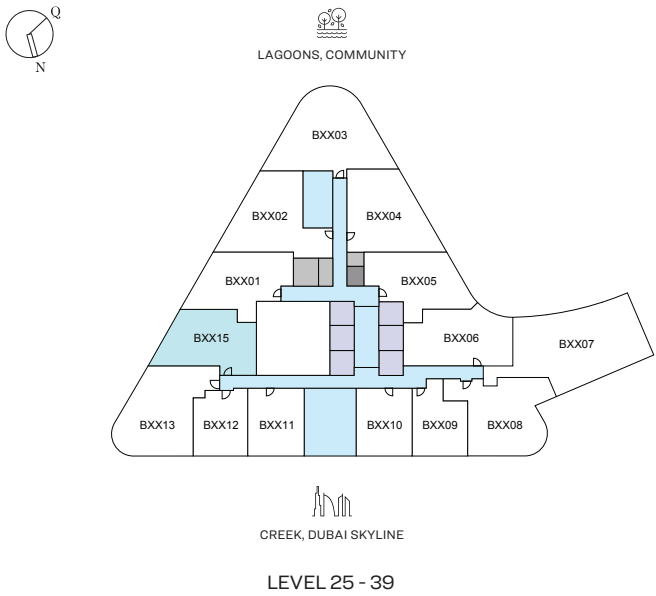 Q
N
LAGOONS, COMMUNITY
BXX03
BXX02
BXX04
BXX01
BXX05
BXX15
BXX06
BXX07
BXX13
BXX12
BXX11
BXX10
BXX09
BXX08
CREEK, DUBAI SKYLINE
LEVEL 25 - 39